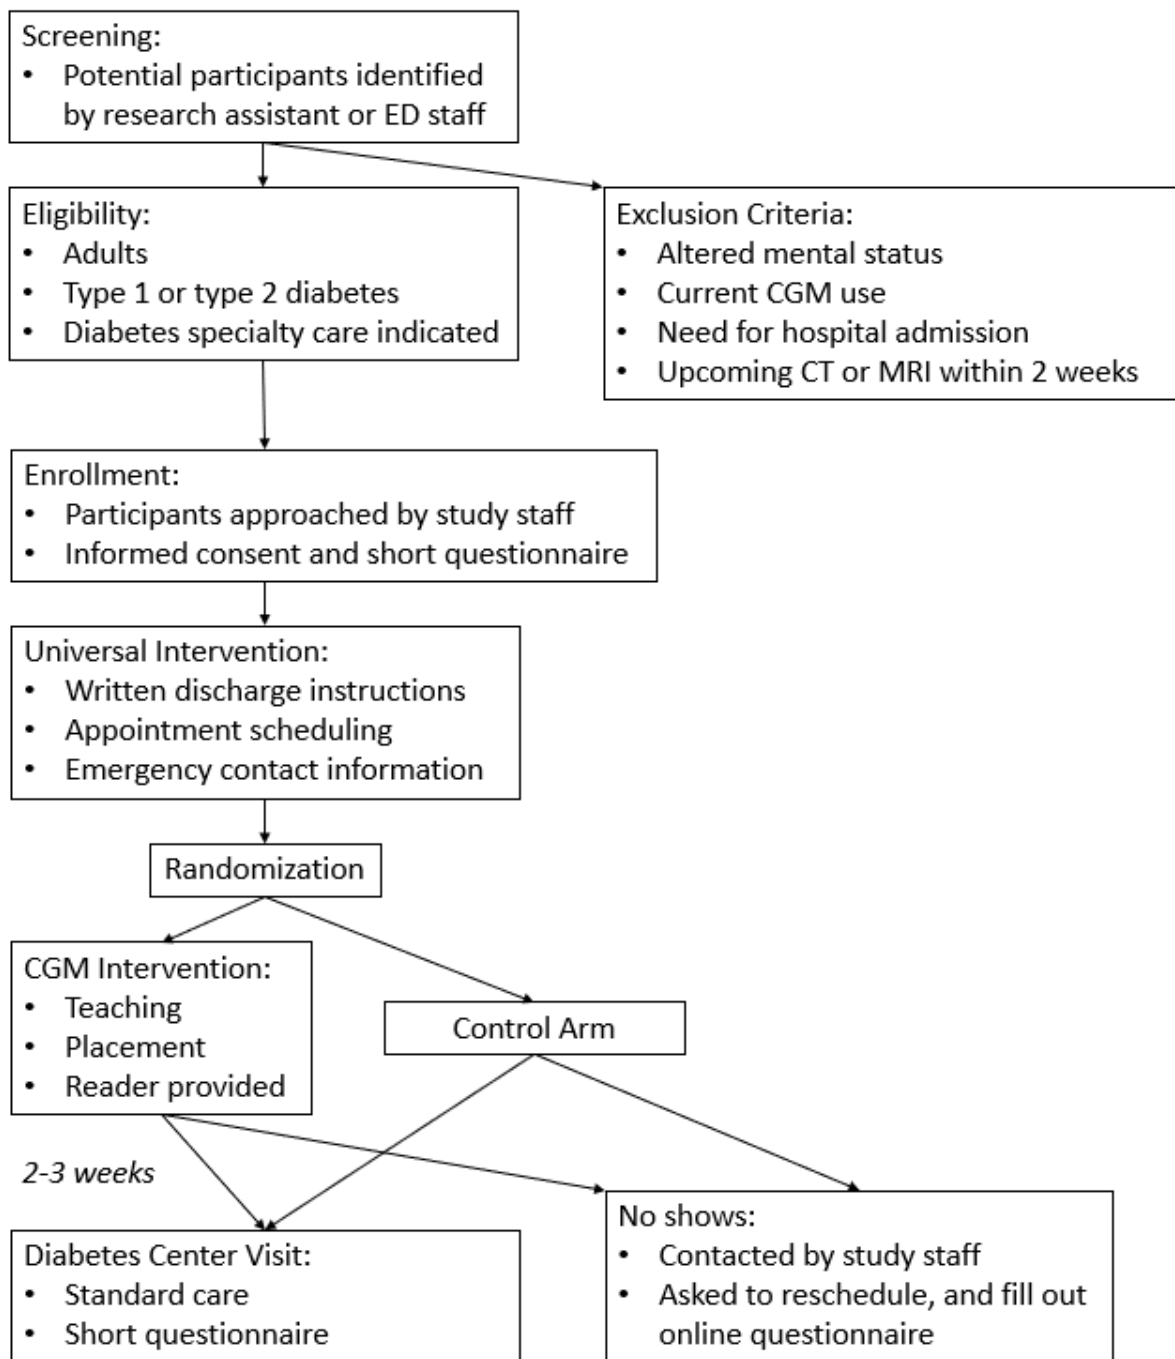 Screening:
• Potential participants identified
by research assistant or ED staff
Eligibility:
• Adults
• Type 1 or type 2 diabetes
• Diabetes specialty care indicated
Exclusion Criteria:
• Altered mental status
• Current CGM use
• Need for hospital admission
• Upcoming CT or MRI within 2 weeks
Enrollment:
• Participants approached by study staff
• Informed consent and short questionnaire
Universal Intervention:
• Written discharge instructions
• Appointment scheduling
• Emergency contact information
Randomization
CGM Intervention:
• Teaching
• Placement
• Reader provided
Control Arm
2-3 weeks
Diabetes Center Visit:
• Standard care
• Short questionnaire
No shows:
• Contacted by study staff
• Asked to reschedule, and fill out
online questionnaire